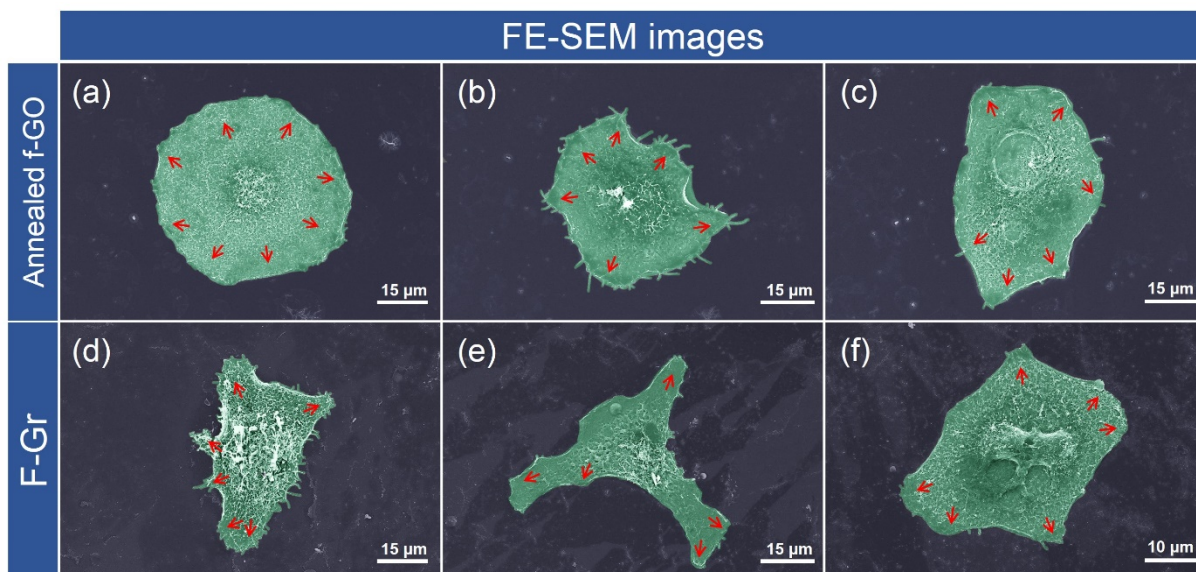 FE-SEM images
Annealed f-GO
(a)
15 µm
(b)
15 µm
(c)
15 µm
F-Gr
(d)
15 µm
(e)
15 µm
(f)
10 µm